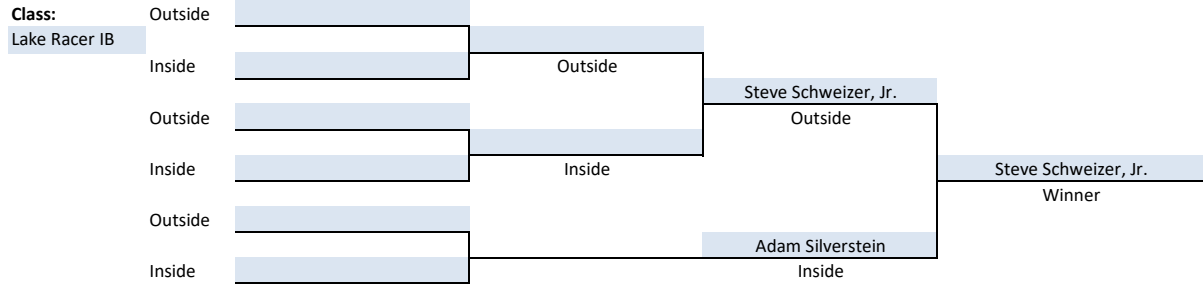 Class: Outside
Lake Racer IB
Inside Outside
Steve Schweizer, Jr.
Outside Outside
Inside Inside Steve Schweizer, Jr.
Winner
Outside
Adam Silverstein
Inside Inside